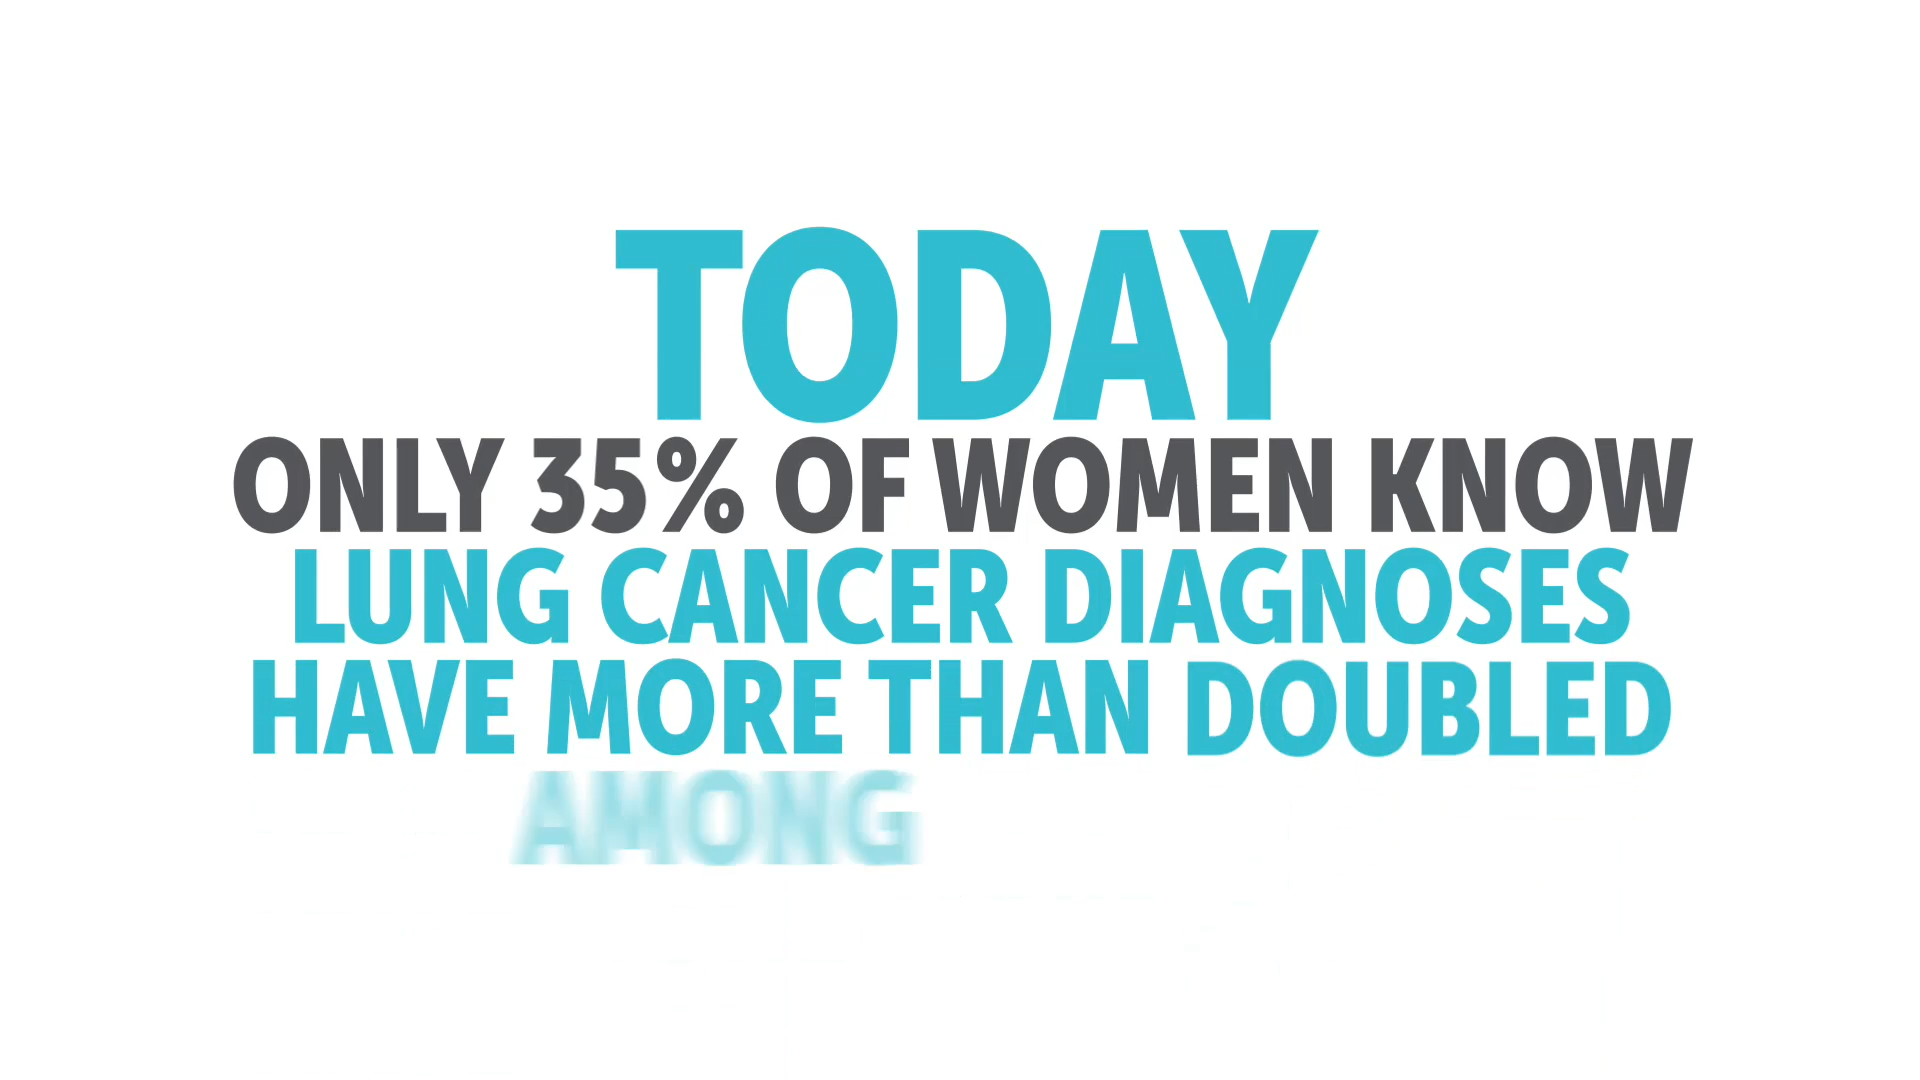 TODAY
ONLY 35% OF WOMEN KNOW
LUNG CANCER DIAGNOSES
HAVE MORE THAN DOUBLED
AMONG